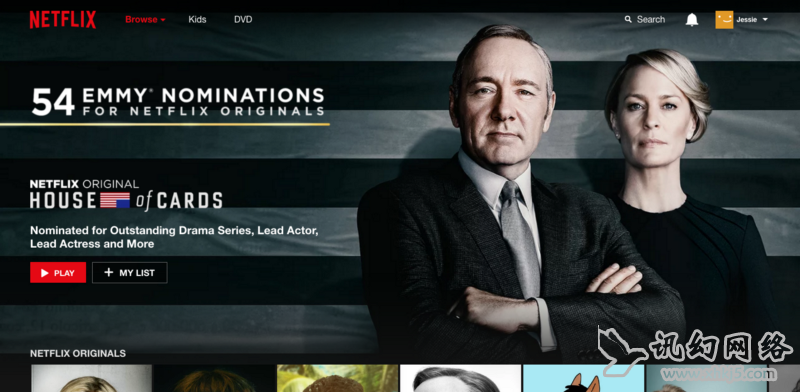 NETFLIX
Browse
Kids
DVD
Search
Jessie
54 EMMY® NOMINATIONS
FOR NETFLIX ORIGINALS
NETFLIX ORIGINAL
HOUSE of CARDS
Nominated for Outstanding Drama Series, Lead Actor,
Lead Actress and More
PLAY
+ MY LIST
NETFLIX ORIGINALS
讯幻网络